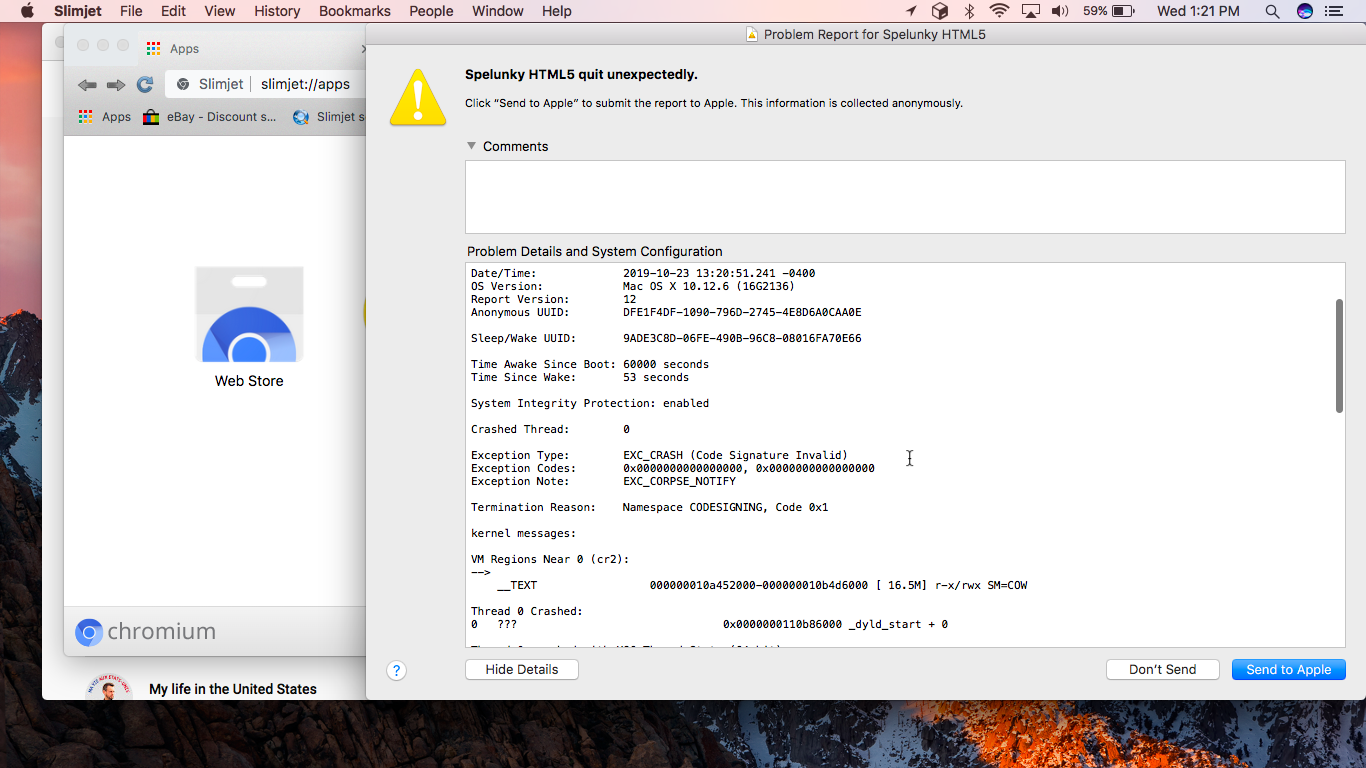 Slimjet File Edit View History Bookmarks People Window Help 59% Wed 1:21 PM
Apps
Slimjet slimjet://apps
Apps eBay - Discount s... Slimjet s
Web Store
chromium
My life in the United States
Problem Report for Spelunky HTML5
Spelunky HTML5 quit unexpectedly.
Click “Send to Apple” to submit the report to Apple. This information is collected anonymously.
Comments
Problem Details and System Configuration
Date/Time: 2019-10-23 13:20:51.241 -0400
OS Version: Mac OS X 10.12.6 (16G2136)
Report Version: 12
Anonymous UUID: DFE1F4DF-1090-796D-2745-4E8D6A0CAA0E
Sleep/Wake UUID: 9ADE3C8D-06FE-490B-96C8-08016FA70E66
Time Awake Since Boot: 60000 seconds
Time Since Wake: 53 seconds
System Integrity Protection: enabled
Crashed Thread: 0
Exception Type: EXC_CRASH (Code Signature Invalid)
Exception Codes: 0x0000000000000000, 0x0000000000000000
Exception Note: EXC_CORPSE_NOTIFY
Termination Reason: Namespace CODESIGNING, Code 0x1
kernel messages:
VM Regions Near 0 (cr2):
-->
__TEXT 000000010a452000-000000010b4d6000 [ 16.5M] r-x/rwx SM=COW
Thread 0 Crashed:
0 ??? 0x0000000110b86000 _dyld_start + 0
? Hide Details Don’t Send Send to Apple